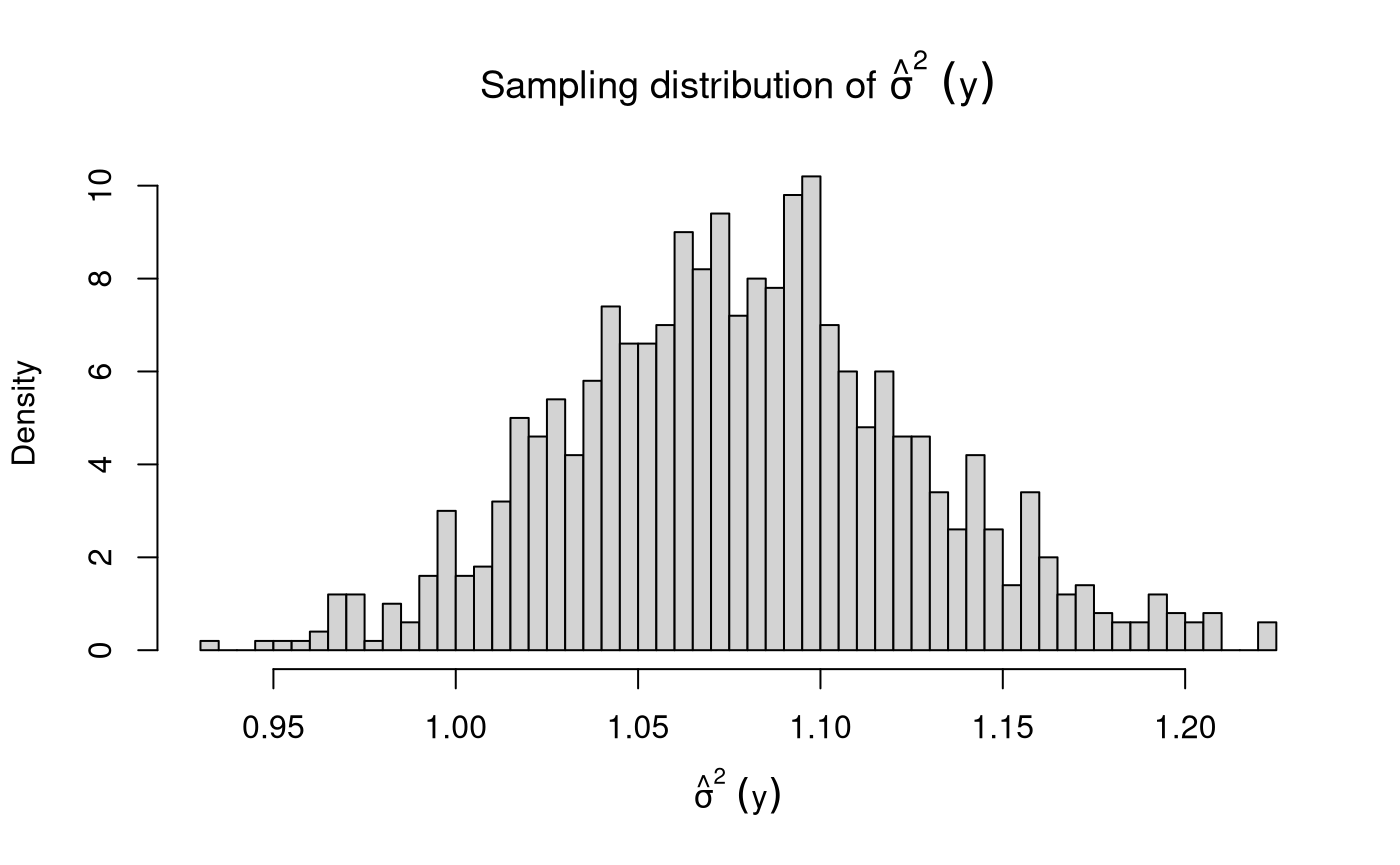 Sampling distribution of σ̂² (y)
Density
10
8
6
4
2
0
0.95 1.00 1.05 1.10 1.15 1.20
σ̂² (y)